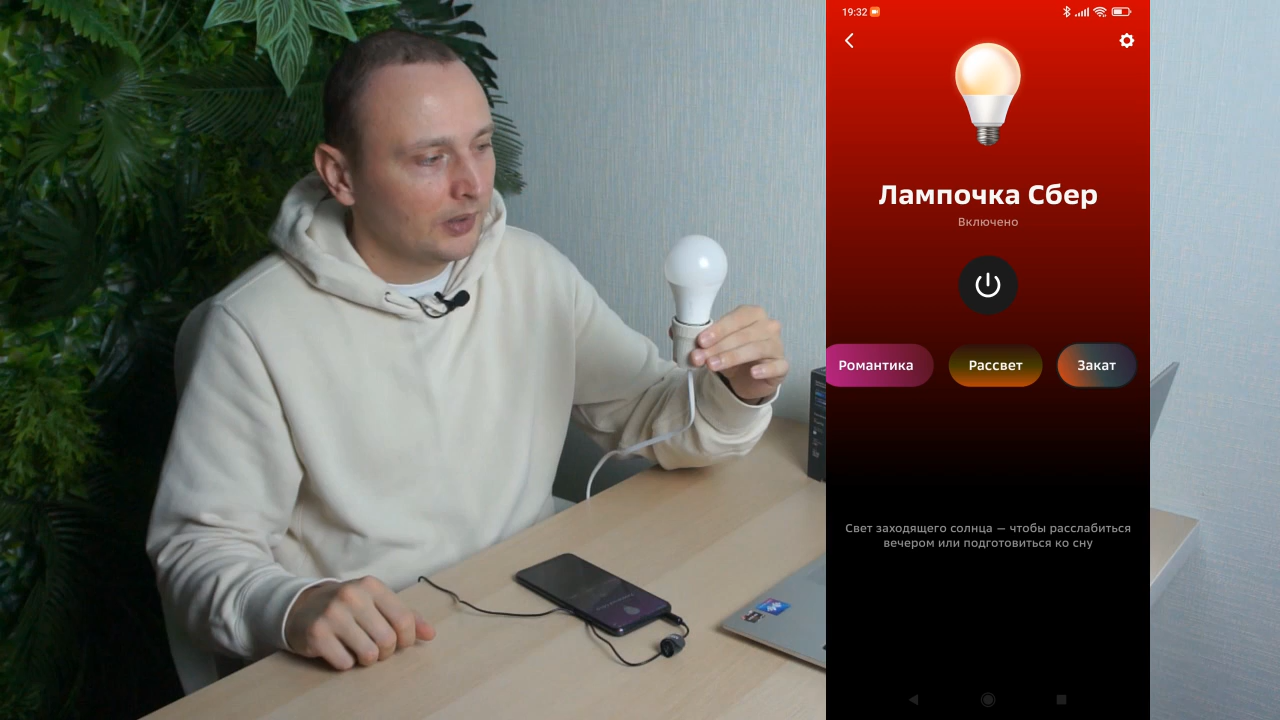 19:32
Лампочка Сбер
Включено
Романтика
Рассвет
Закат
Свет заходящего солнца – чтобы расслабиться
вечером или подготовиться ко сну